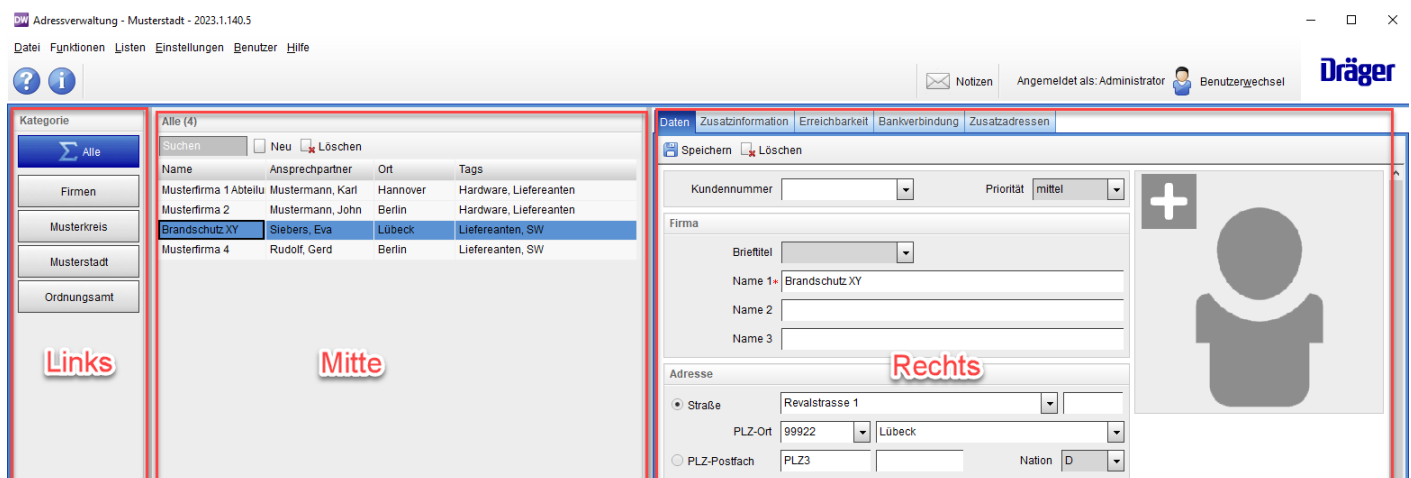 DW Adressverwaltung - Musterstadt - 2023.1.140.5
Datei Funktionen Listen Einstellungen Benutzer Hilfe
Notizen Angemeldet als: Administrator Benutzerwechsel Dräger
Kategorie
Alle
Firmen
Musterkreis
Musterstadt
Ordnungsamt
Links
Alle (4)
Suchen Neu Löschen
Name Ansprechpartner Ort Tags
Musterfirma 1 Abteilu Mustermann, Karl Hannover Hardware, Liefereanten
Musterfirma 2 Mustermann, John Berlin Hardware, Liefereanten
Brandschutz XY Siebers, Eva Lübeck Liefereanten, SW
Musterfirma 4 Rudolf, Gerd Berlin Liefereanten, SW
Mitte
Daten Zusatzinformation Erreichbarkeit Bankverbindung Zusatzadressen
Speichern Löschen
Kundennummer Priorität mittel
Firma
Brieftitel
Name 1* Brandschutz XY
Name 2
Name 3
Rechts
Adresse
Straße Revalstrasse 1
PLZ-Ort 99922 Lübeck
PLZ-Postfach PLZ3 Nation D